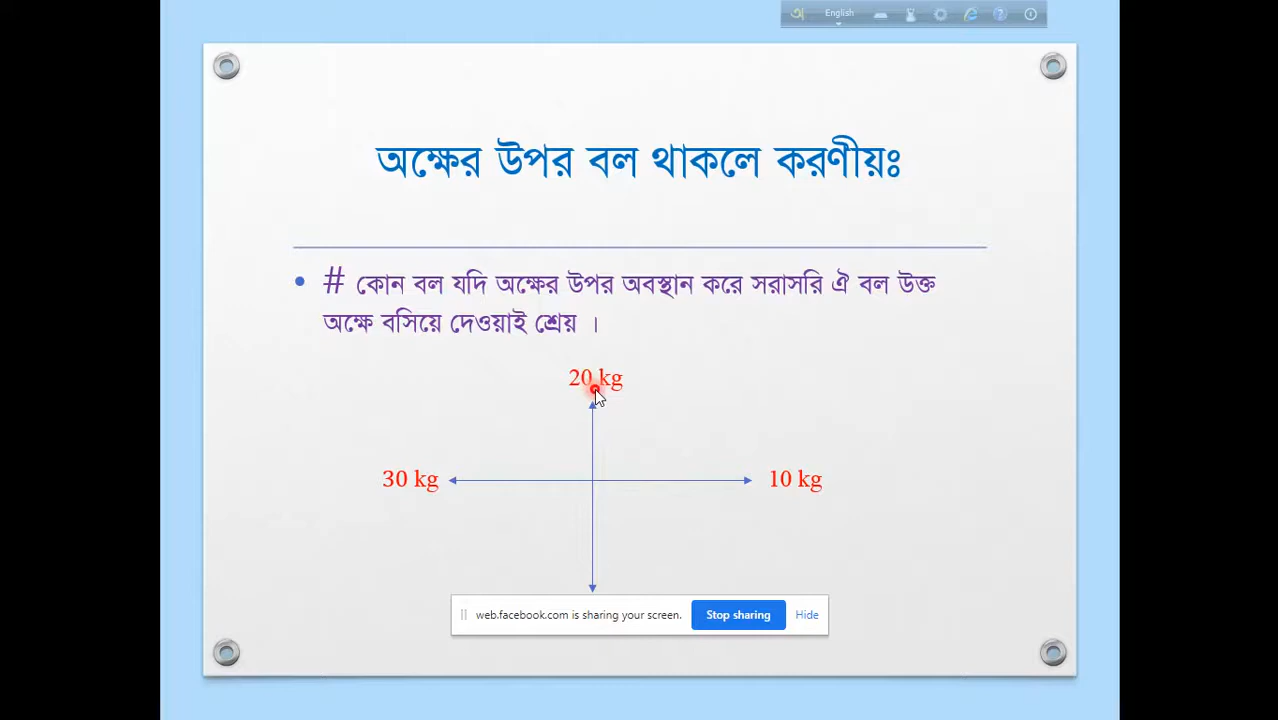 অ English
অক্ষের উপর বল থাকলে করণীয়ঃ
• # কোন বল যদি অক্ষের উপর অবস্থান করে সরাসরি ঐ বল উক্ত
অক্ষে বসিয়ে দেওয়াই শ্রেয় ।
20 kg
30 kg 10 kg
web.facebook.com is sharing your screen. Stop sharing Hide